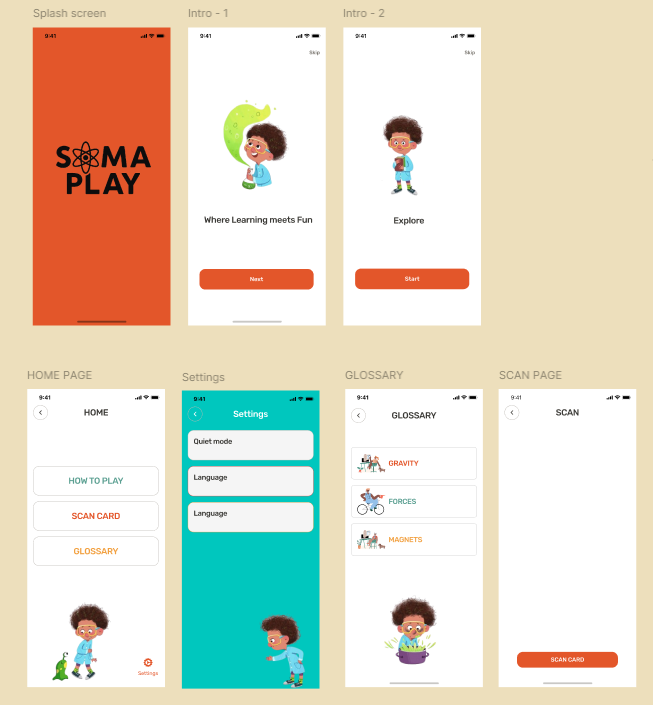 Splash screen
Intro - 1
Intro - 2
9:41
9:41
9:41
Skip
Skip
SOMA
PLAY
Where Learning meets Fun
Explore
Next
Start
HOME PAGE
Settings
GLOSSARY
SCAN PAGE
9:41
HOME
HOW TO PLAY
SCAN CARD
GLOSSARY
Settings
9:41
Settings
Quiet mode
Language
Language
9:41
GLOSSARY
GRAVITY
FORCES
MAGNETS
9:41
SCAN
SCAN CARD